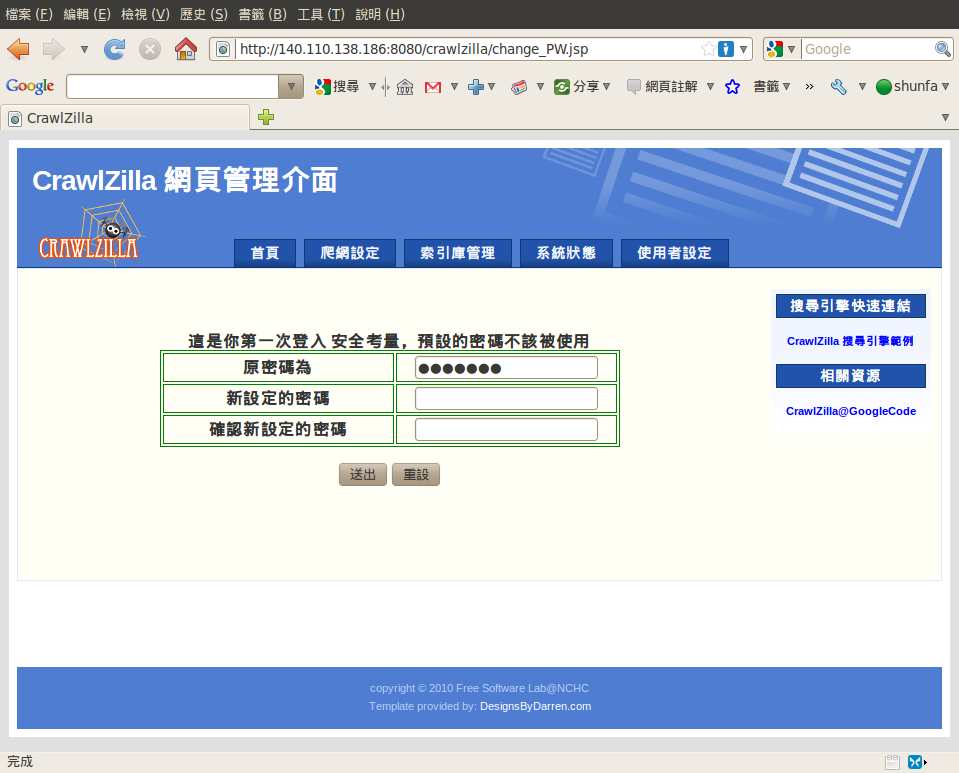 檔案 (F) 編輯 (E) 檢視 (V) 歷史 (S) 書籤 (B) 工具 (T) 說明 (H)
http://140.110.138.186:8080/crawlzilla/change_PW.jsp Google
Google 搜尋 分享 網頁註解 書籤 » shunfa
CrawlZilla
CrawlZilla 網頁管理介面
CRAWLZILLA
首頁 爬網設定 索引庫管理 系統狀態 使用者設定
搜尋引擎快速連結
CrawlZilla 搜尋引擎範例
相關資源
CrawlZilla@GoogleCode
這是你第一次登入 安全考量，預設的密碼不該被使用
原密碼為 ●●●●●●●
新設定的密碼
確認新設定的密碼
送出 重設
copyright © 2010 Free Software Lab@NCHC
Template provided by: DesignsByDarren.com
完成